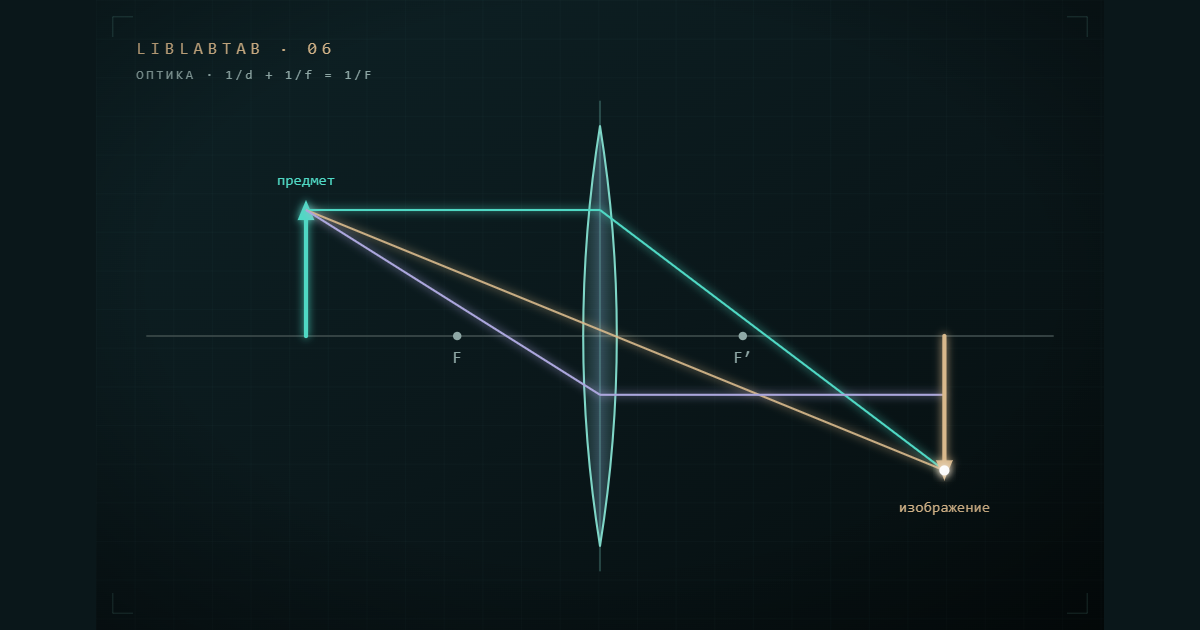 LIBLABTAB · 06
ОПТИКА · 1/d + 1/f = 1/F
предмет
F
F′
изображение